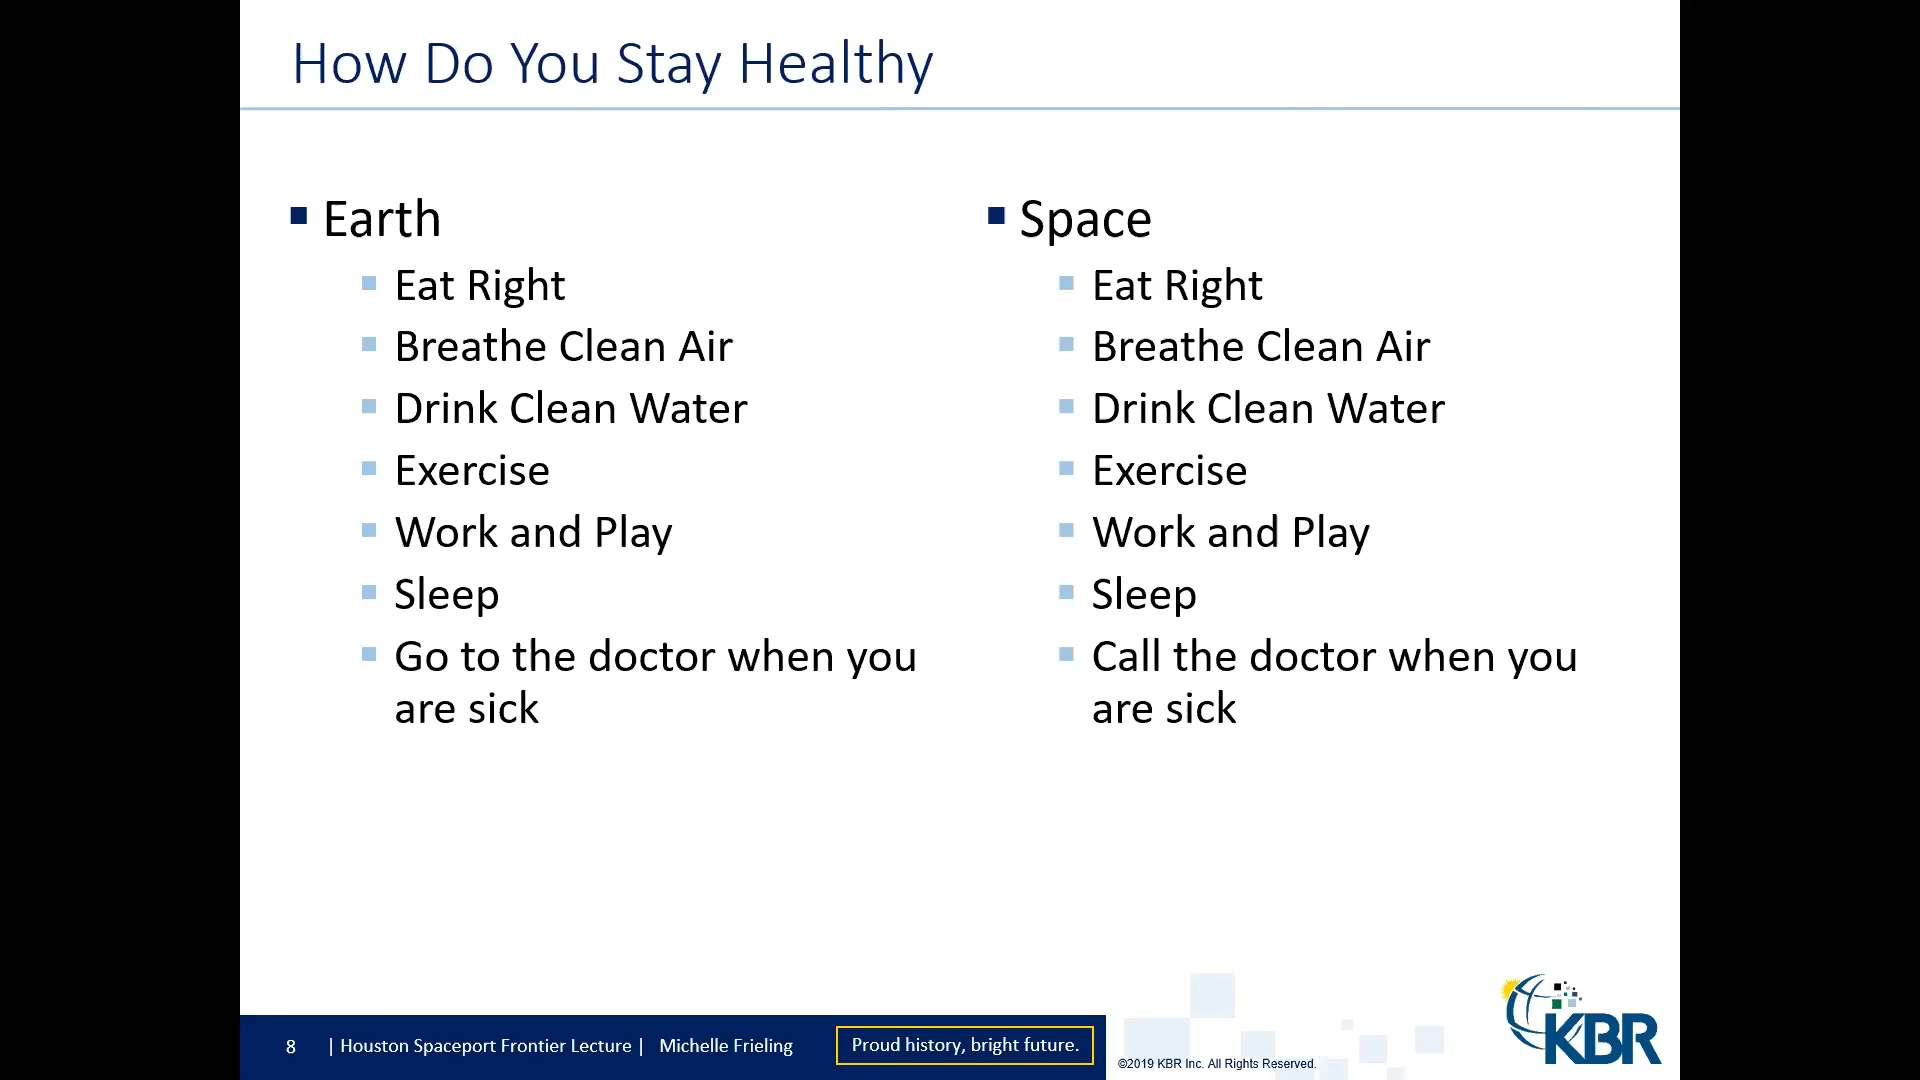 How Do You Stay Healthy
Earth
Eat Right
Breathe Clean Air
Drink Clean Water
Exercise
Work and Play
Sleep
Go to the doctor when you
are sick
Space
Eat Right
Breathe Clean Air
Drink Clean Water
Exercise
Work and Play
Sleep
Call the doctor when you
are sick
8 | Houston Spaceport Frontier Lecture | Michelle Frieling
Proud history, bright future.
©2019 KBR Inc. All Rights Reserved.
KBR